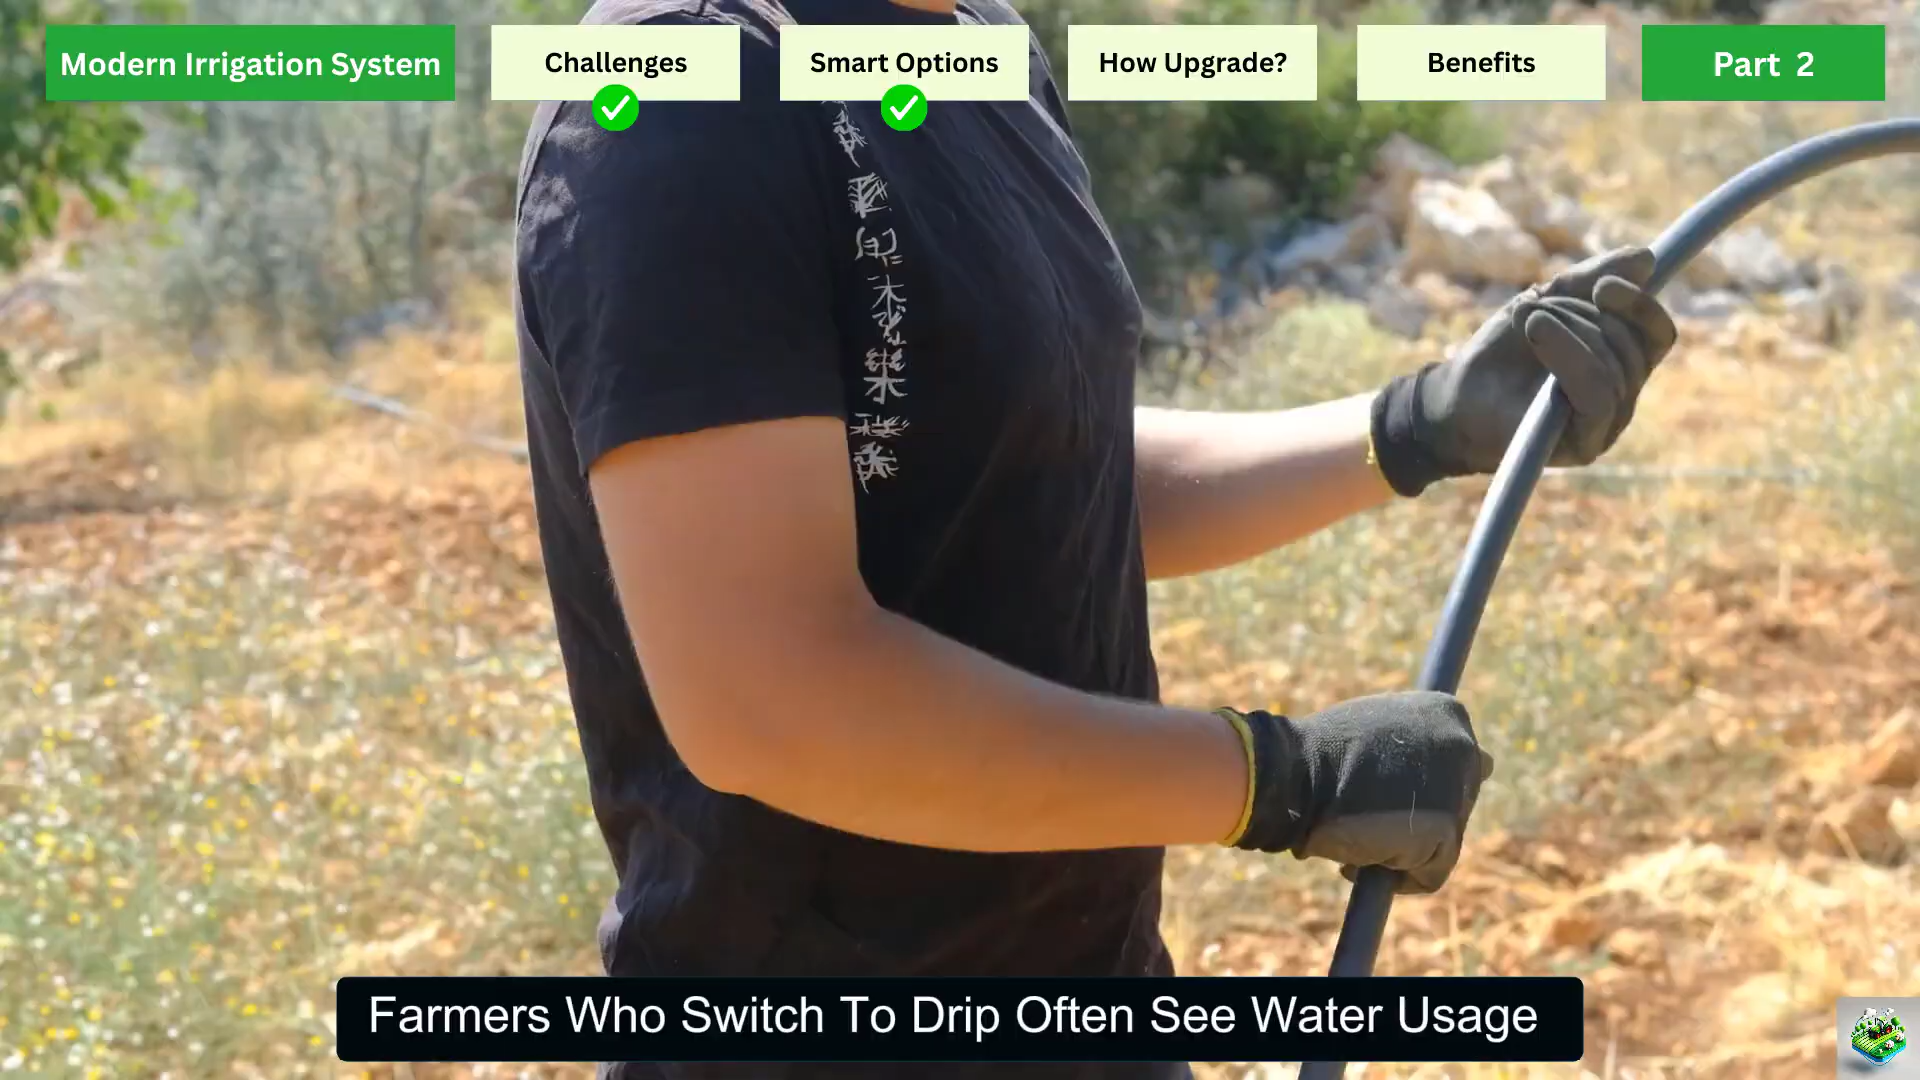 Modern Irrigation System
Challenges
Smart Options
How Upgrade?
Benefits
Part 2
Farmers Who Switch To Drip Often See Water Usage